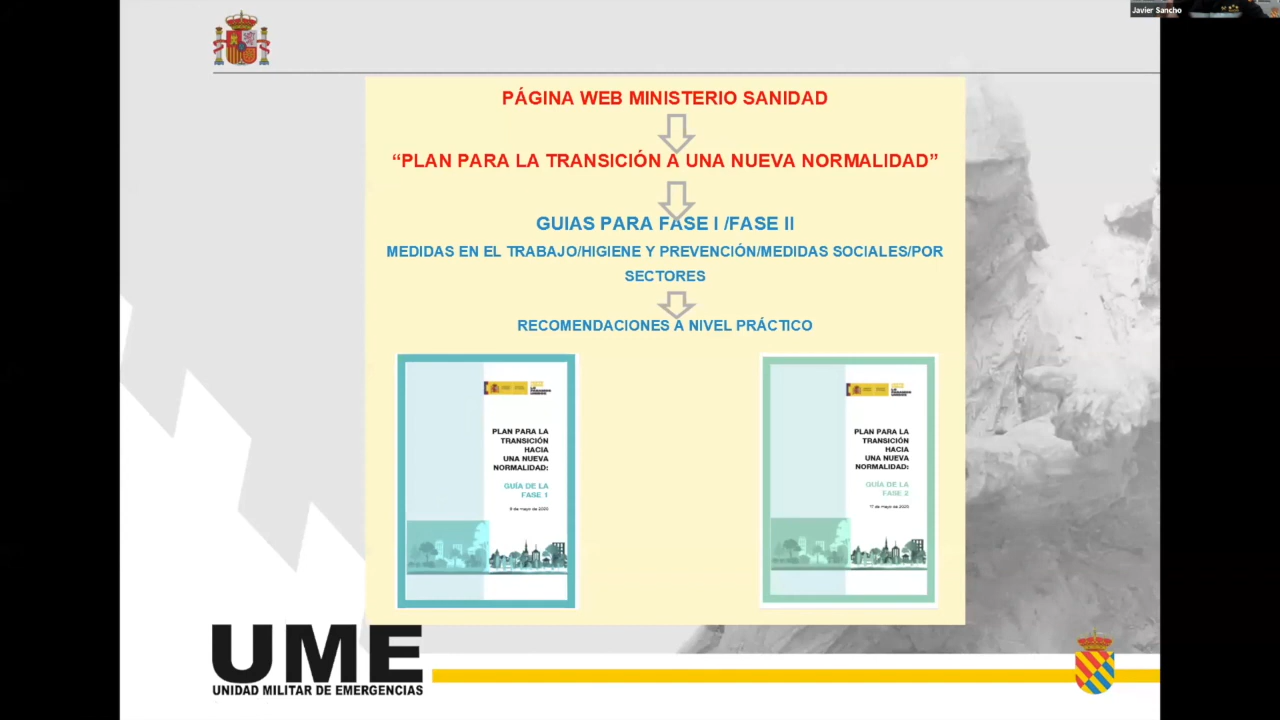 Javier Sancho
PÁGINA WEB MINISTERIO SANIDAD
“PLAN PARA LA TRANSICIÓN A UNA NUEVA NORMALIDAD”
GUIAS PARA FASE I /FASE II
MEDIDAS EN EL TRABAJO/HIGIENE Y PREVENCIÓN/MEDIDAS SOCIALES/POR
SECTORES
RECOMENDACIONES A NIVEL PRÁCTICO
PLAN PARA LA
TRANSICIÓN
HACIA
UNA NUEVA
NORMALIDAD:
GUÍA DE LA
FASE 1
PLAN PARA LA
TRANSICIÓN
HACIA
UNA NUEVA
NORMALIDAD:
GUÍA DE LA
FASE 2
UME
UNIDAD MILITAR DE EMERGENCIAS